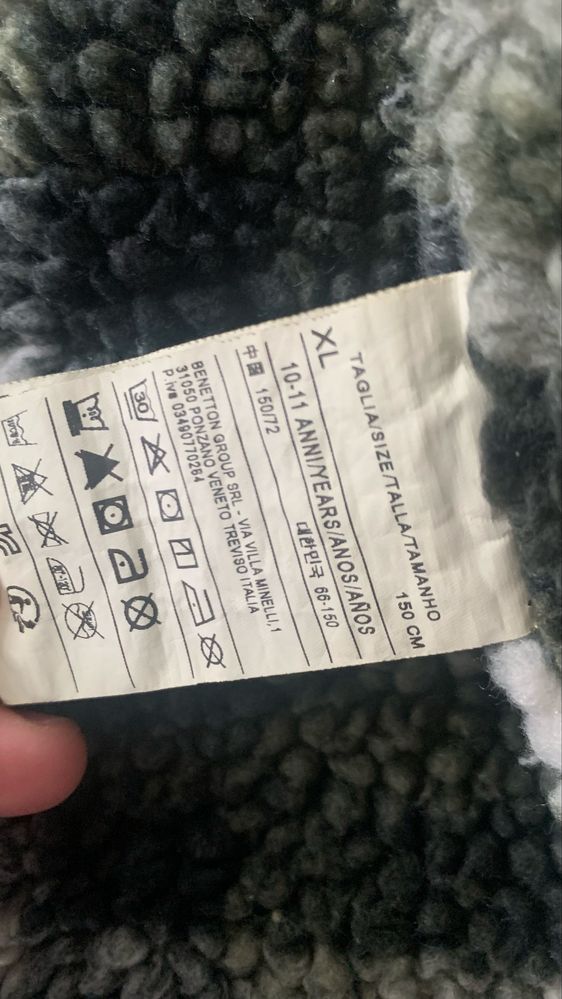 TAGLIA/SIZE/TALLA/TAMANHO
XL 150 CM
10-11 ANNI/YEARS/ANOS/AÑOS
中国 150/72 대한민국 66-150
BENETTON GROUP SRL - VIA VILLA MINELLI,1
31050 PONZANO VENETO TREVISO ITALIA
P.iva 03490770264
30